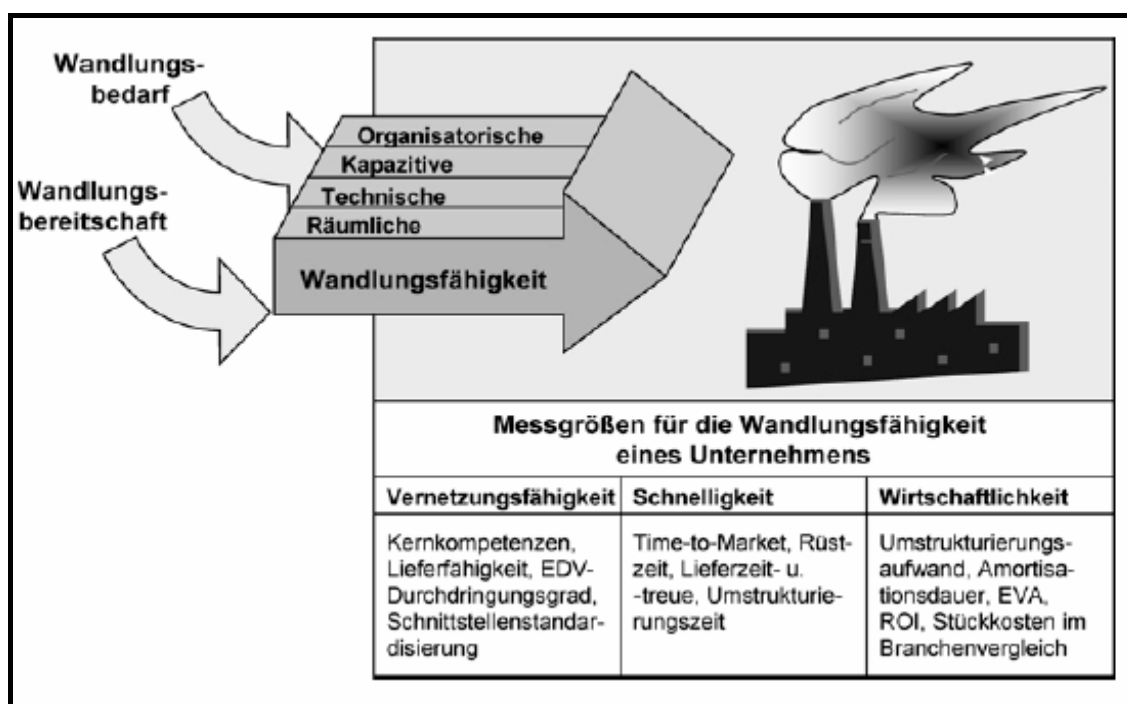 Wandlungs-
bedarf
Wandlungs-
bereitschaft
Organisatorische
Kapazitive
Technische
Räumliche
Wandlungsfähigkeit
Messgrößen für die Wandlungsfähigkeit
eines Unternehmens
Vernetzungsfähigkeit
Kernkompetenzen,
Lieferfähigkeit, EDV-
Durchdringungsgrad,
Schnittstellenstandar-
disierung
Schnelligkeit
Time-to-Market, Rüst-
zeit, Lieferzeit- u.
-treue, Umstrukturie-
rungszeit
Wirtschaftlichkeit
Umstrukturierungs-
aufwand, Amortisa-
tionsdauer, EVA,
ROI, Stückkosten im
Branchenvergleich